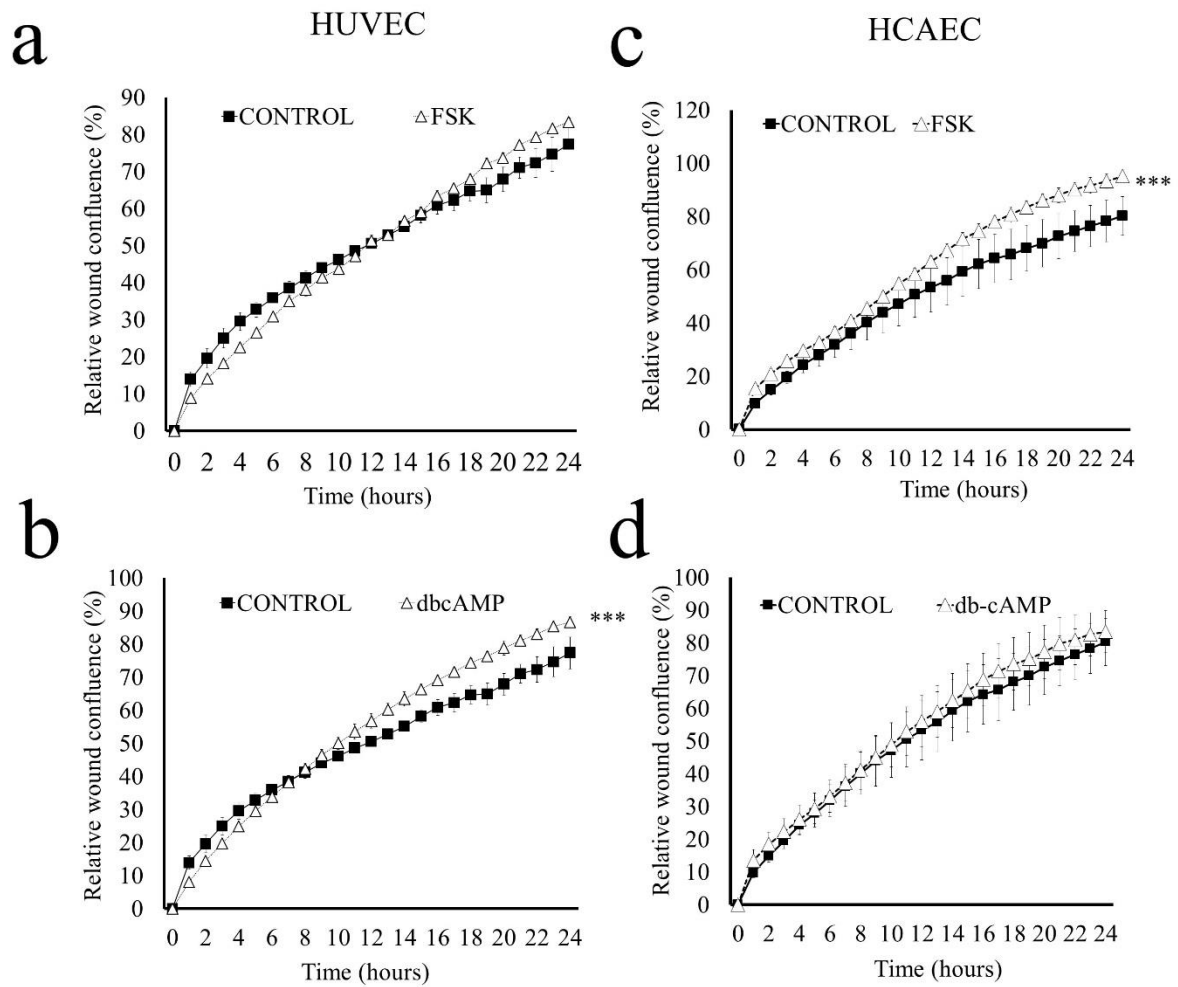 HUVEC
HCAEC
a
CONTROL FSK
Relative wound confluence (%)
90
80
70
60
50
40
30
20
10
0
0 2 4 6 8 10 12 14 16 18 20 22 24
Time (hours)
c
CONTROL FSK
Relative wound confluence (%)
120
100
80
60
40
20
0
***
0 2 4 6 8 10 12 14 16 18 20 22 24
Time (hours)
b
CONTROL dbcAMP
Relative wound confluence (%)
100
90
80
70
60
50
40
30
20
10
0
***
0 2 4 6 8 10 12 14 16 18 20 22 24
Time (hours)
d
CONTROL db-cAMP
Relative wound confluence (%)
100
90
80
70
60
50
40
30
20
10
0
0 2 4 6 8 10 12 14 16 18 20 22 24
Time (hours)